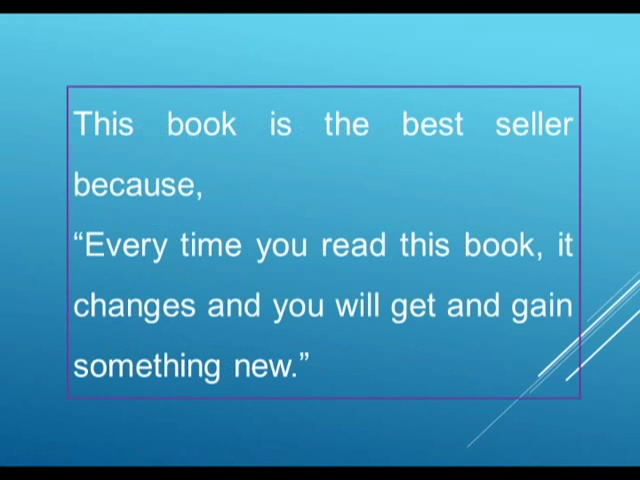 This book is the best seller
because,
“Every time you read this book, it
changes and you will get and gain
something new.”